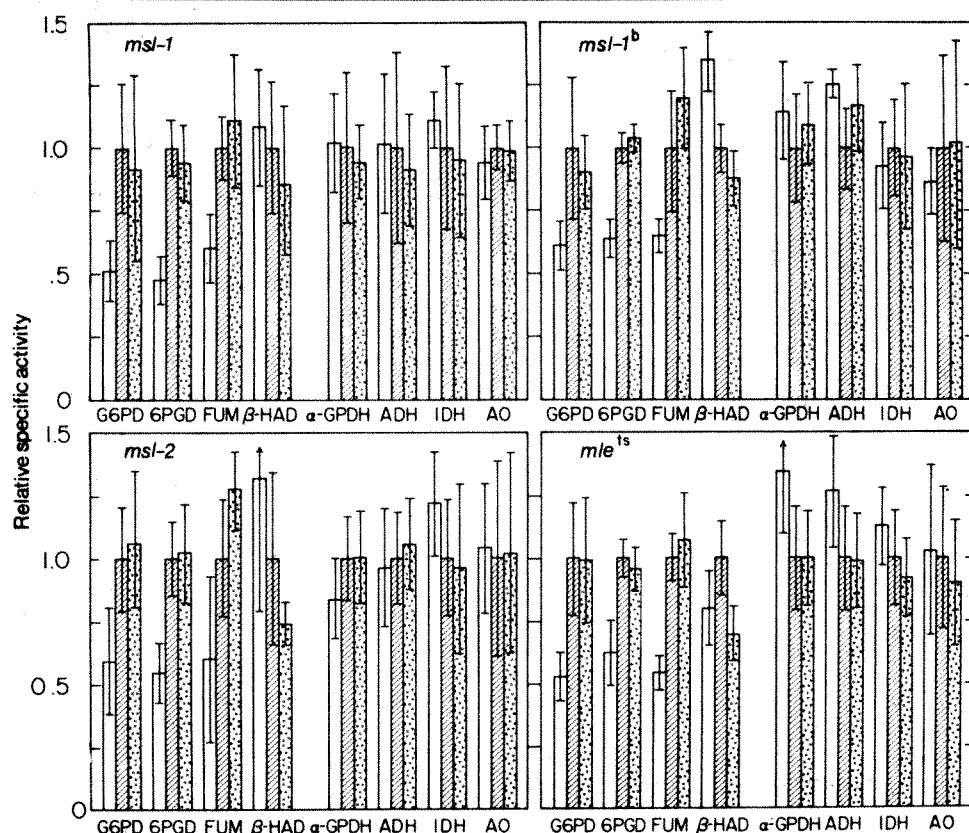 Relative specific activity
1.5
1.0
.5
0
msl-1
G6PD 6PGD FUM β-HAD α-GPDH ADH IDH AO
msl-1b
G6PD 6PGD FUM β-HAD α-GPDH ADH IDH AO
1.5
1.0
0.5
0
msl-2
G6PD 6PGD FUM β-HAD α-GPDH ADH IDH AO
mle ts
G6PD 6PGD FUM β-HAD α-GPDH ADH IDH AO